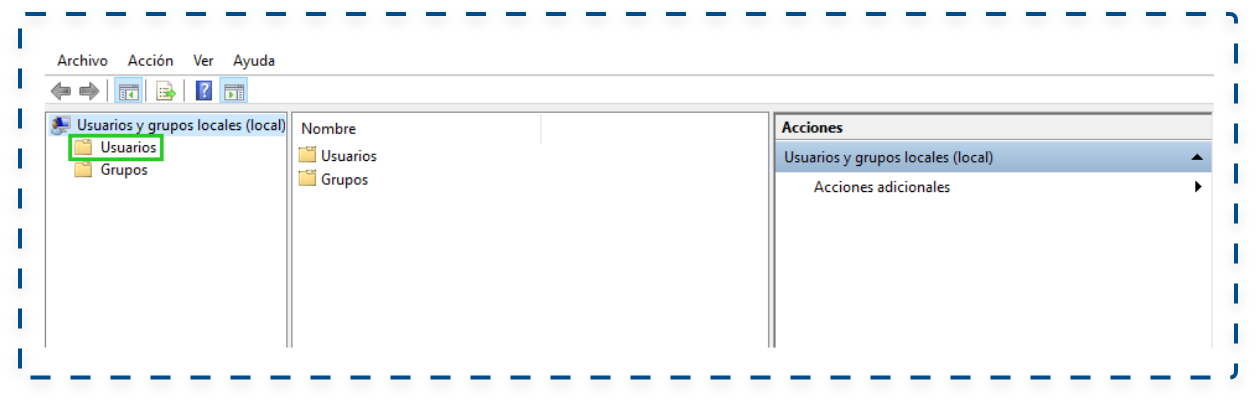 Archivo Acción Ver Ayuda
Usuarios y grupos locales (local)
Usuarios
Grupos
Nombre
Usuarios
Grupos
Acciones
Usuarios y grupos locales (local)
Acciones adicionales